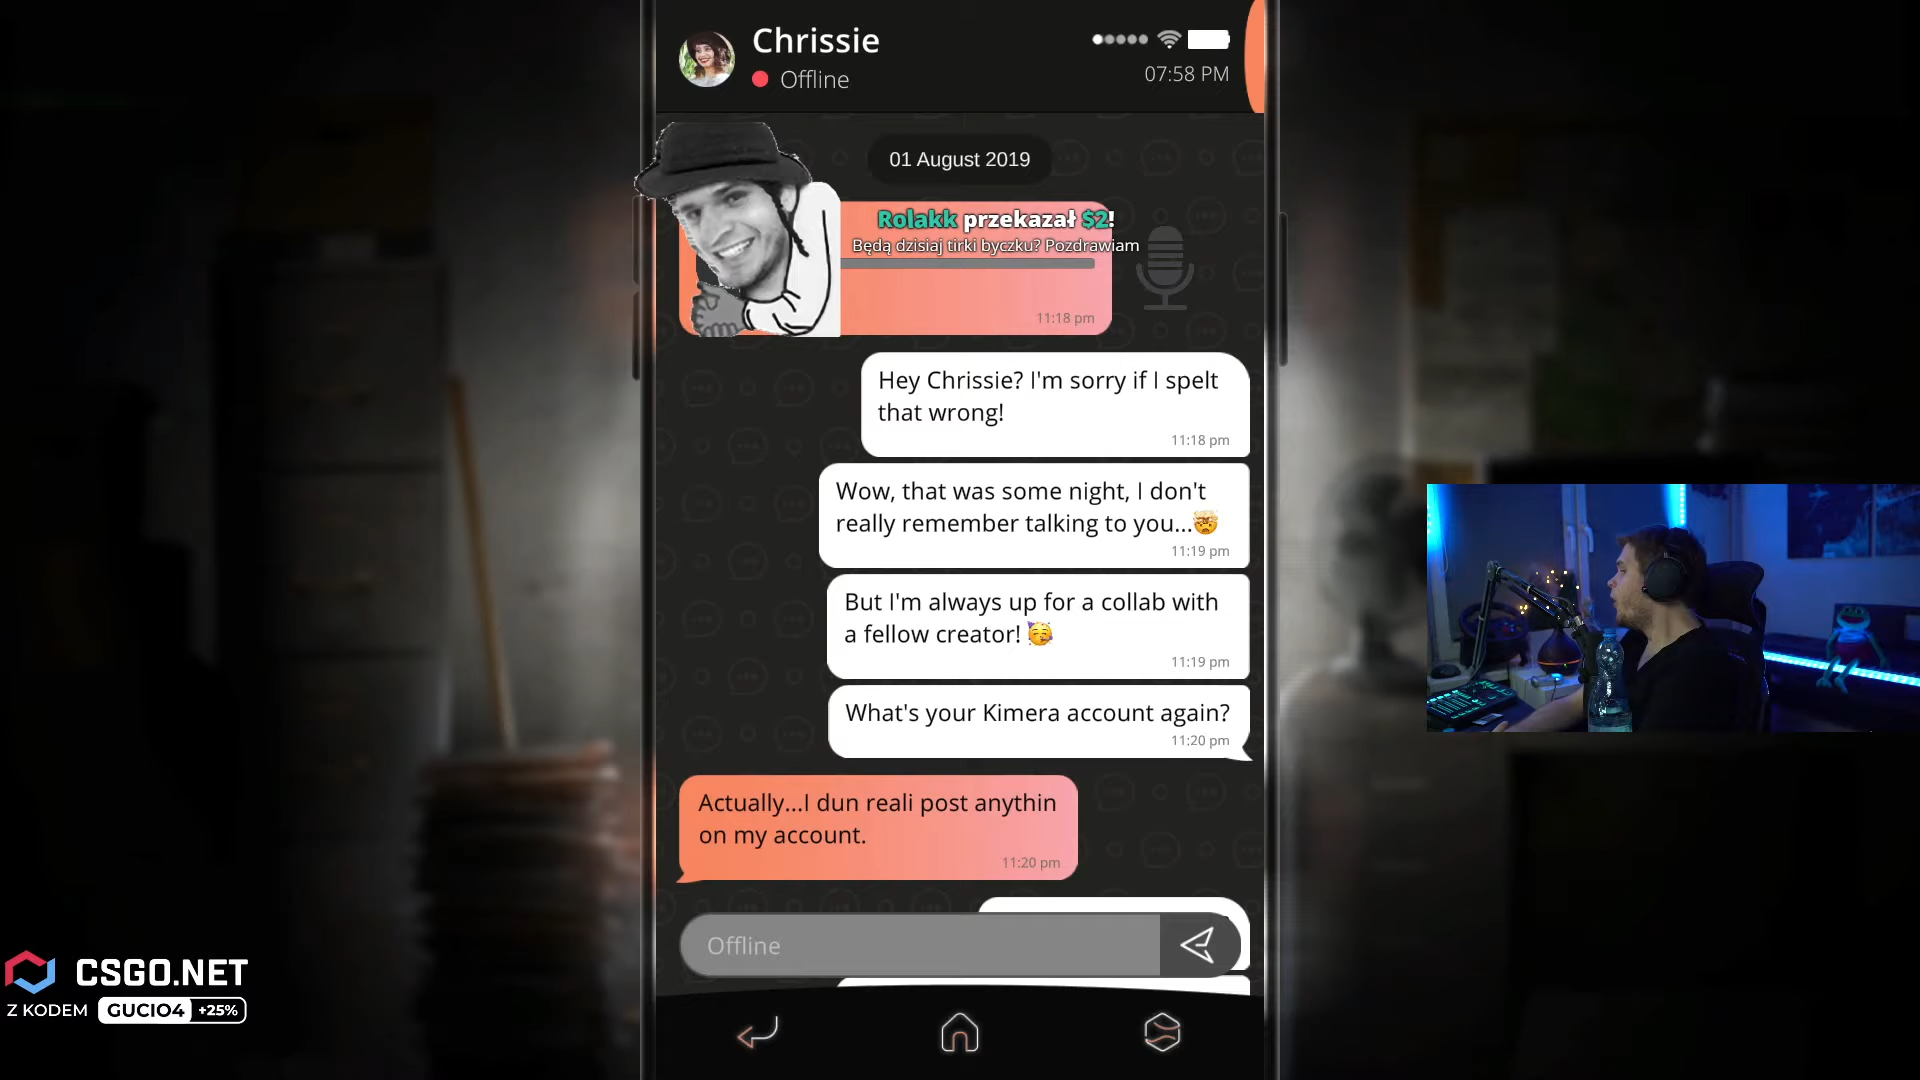 Chrissie
Offline
07:58 PM
01 August 2019
Rolakk przekazał $2!
Będą dzisiaj tirki byczku? Pozdrawiam
11:18 pm
Hey Chrissie? I'm sorry if I spelt
that wrong!
11:18 pm
Wow, that was some night, I don't
really remember talking to you...🤯
11:19 pm
But I'm always up for a collab with
a fellow creator! 🥳
11:19 pm
What's your Kimera account again?
11:20 pm
Actually...I dun reali post anythin
on my account.
11:20 pm
Offline
CSGO.NET
Z KODEM GUCIO4 +25%